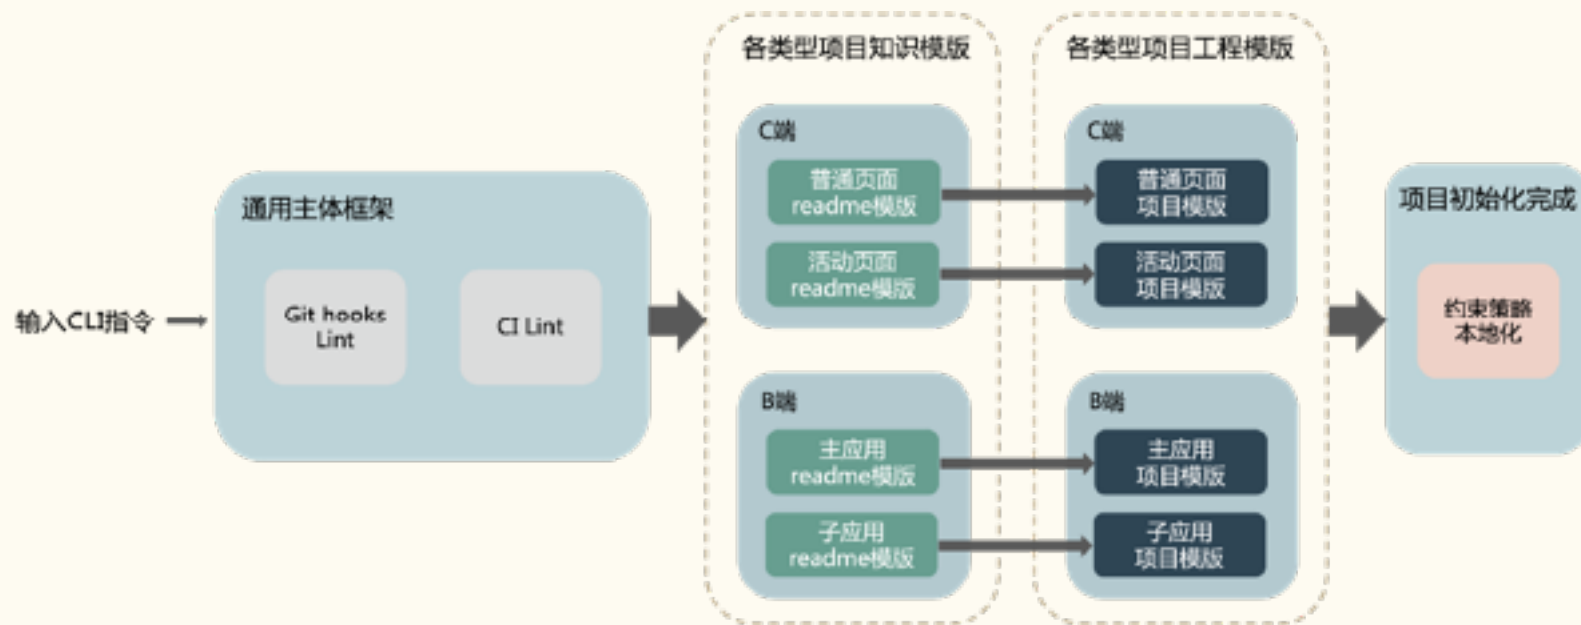 输入CLI指令
通用主体框架
Git hooks
Lint
CI Lint
各类型项目知识模版
C端
普通页面
readme模版
活动页面
readme模版
B端
主应用
readme模版
子应用
readme模版
各类型项目工程模版
C端
普通页面
项目模版
活动页面
项目模版
B端
主应用
项目模版
子应用
项目模版
项目初始化完成
约束策略
本地化